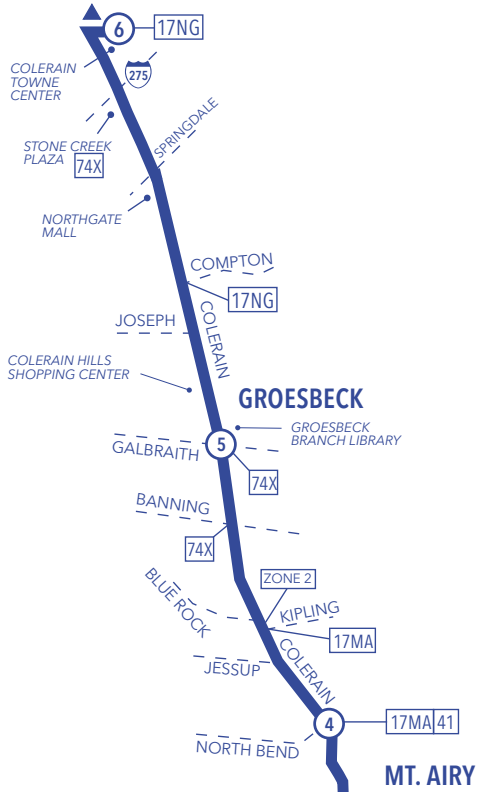 6
17NG
COLERAIN
TOWNE
CENTER
275
STONE CREEK
PLAZA
74X
SPRINGDALE
NORTHGATE
MALL
COMPTON
17NG
JOSEPH
COLERAIN
COLERAIN HILLS
SHOPPING CENTER
GROESBECK
GROESBECK
BRANCH LIBRARY
5
GALBRAITH
74X
BANNING
74X
BLUE ROCK
ZONE 2
KIPLING
17MA
COLERAIN
JESSUP
4
17MA 41
NORTH BEND
MT. AIRY